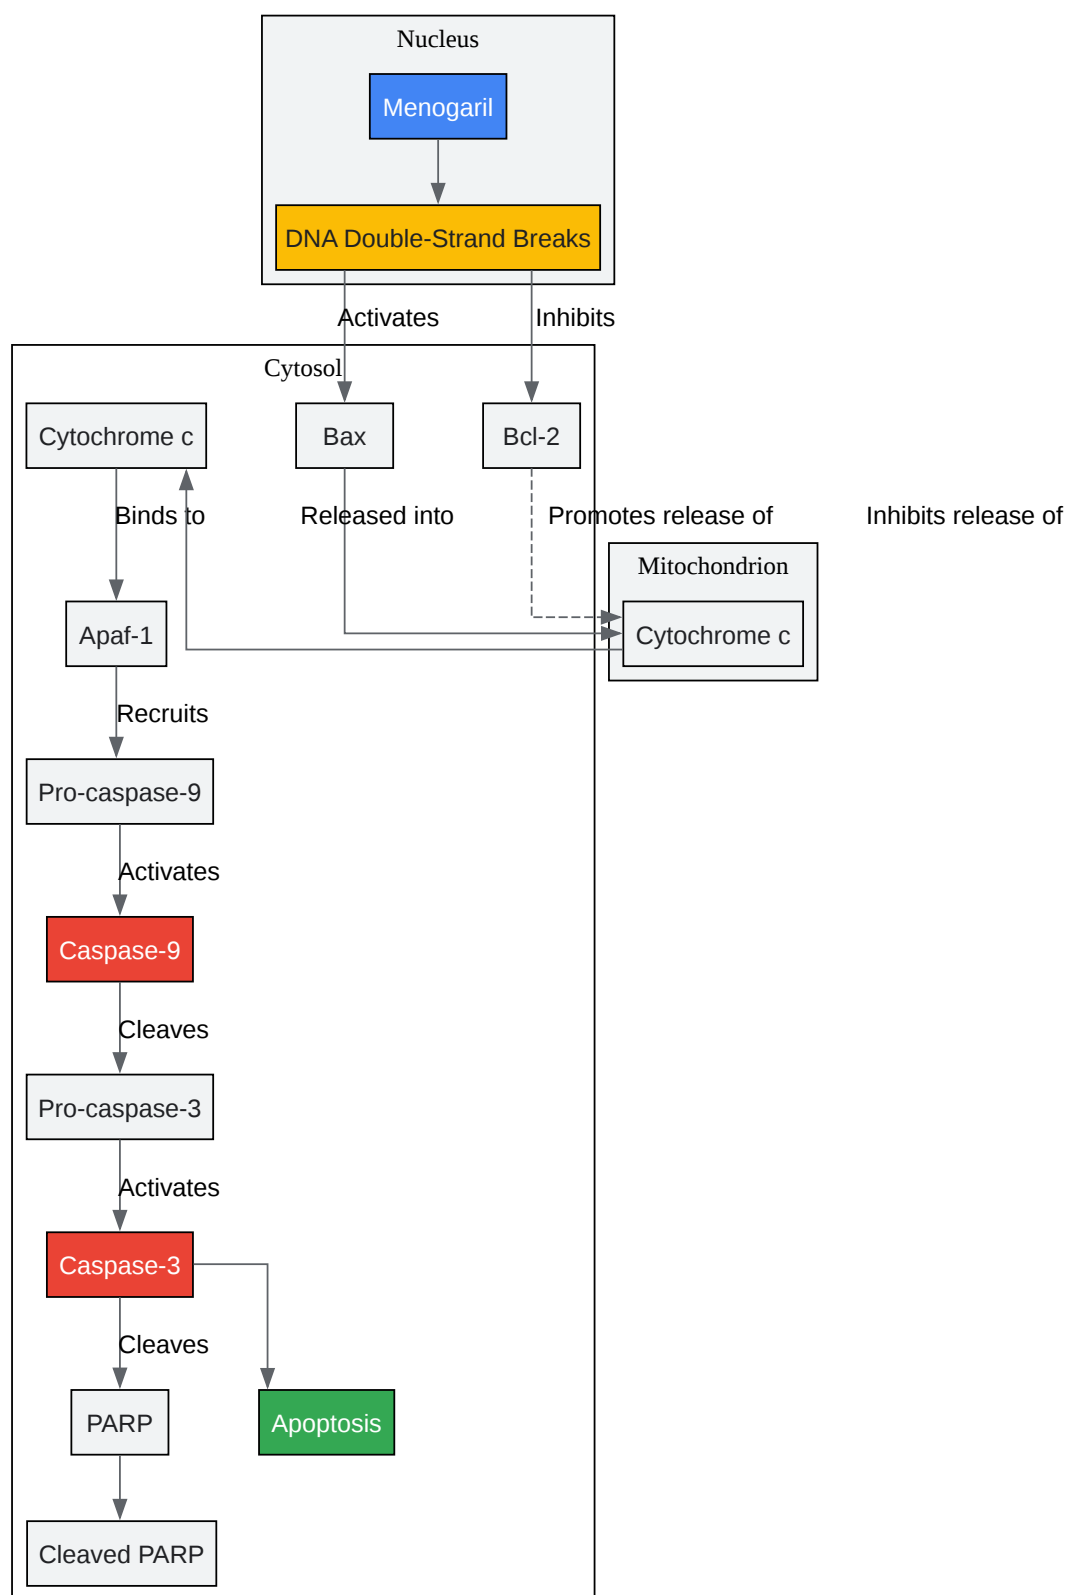 Nucleus
Menogaril
DNA Double-Strand Breaks
Activates
Inhibits
Cytosol
Cytochrome c
Bax
Bcl-2
Binds to
Released into
Promotes release of
Inhibits release of
Mitochondrion
Apaf-1
Cytochrome c
Recruits
Pro-caspase-9
Activates
Caspase-9
Cleaves
Pro-caspase-3
Activates
Caspase-3
Cleaves
PARP
Apoptosis
Cleaved PARP